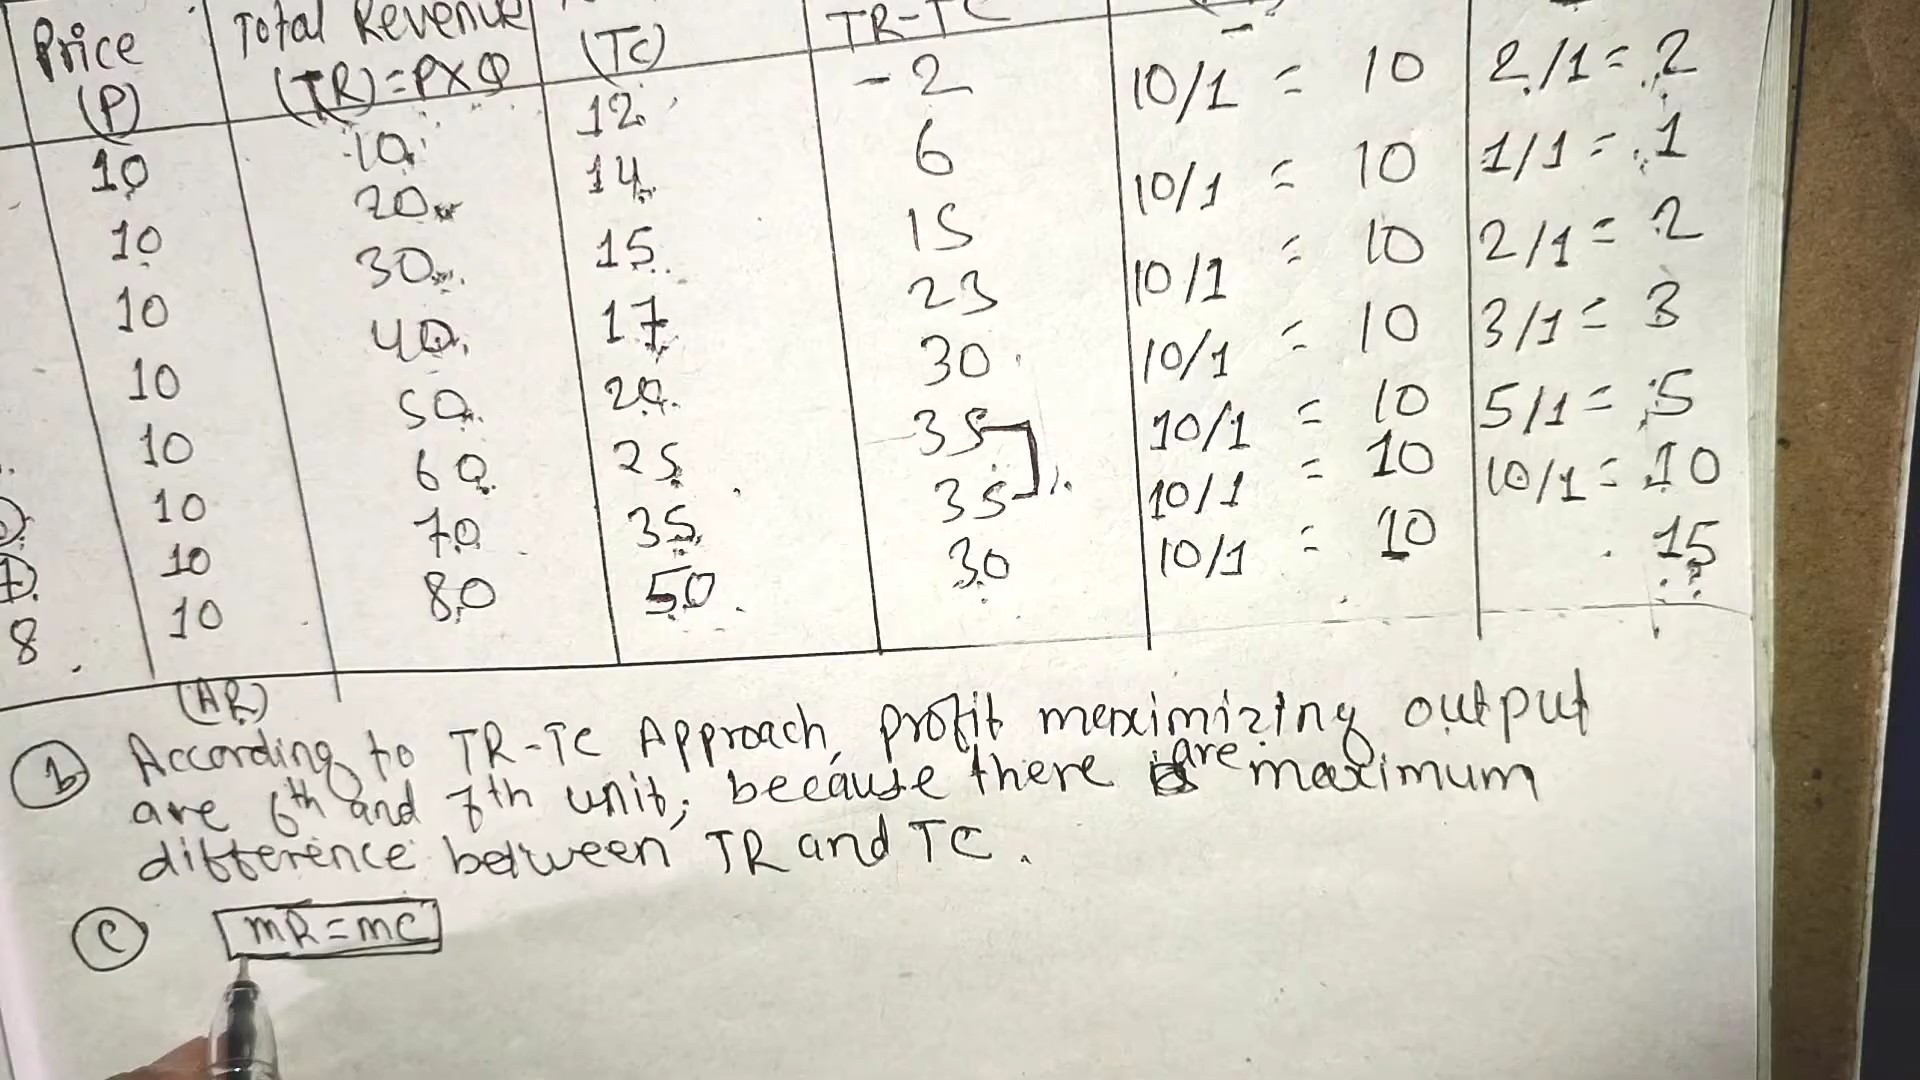 Price Total Revenue
(P) (TR)=P×Q (TC) TR-TC
10 10 12 -2 10/1 = 10 2/1 = 2
10 20 14 6 10/1 = 10 1/1 = 1
10 30 15 15 10/1 = 10 2/1 = 2
10 40 17 23 10/1 = 10 3/1 = 3
10 50 20 30 10/1 = 10 5/1 = 5
10 60 25 35 10/1 = 10 10/1 = 10
7 10 70 35 35 10/1 = 10 15
8 10 80 50 30
(AR)
(b) According to TR-TC Approach, profit maximizing output
are 6th and 7th unit, because there are maximum
difference between TR and TC.
(c) MR = MC